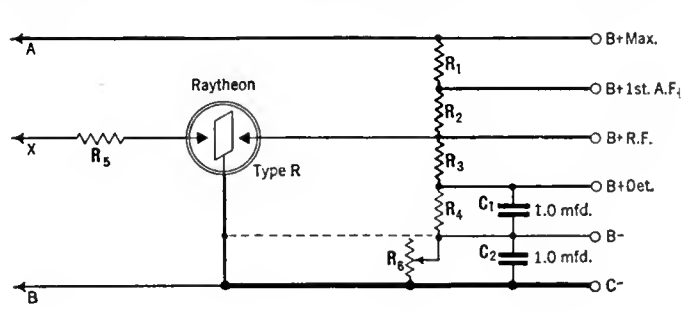 A
B+Max.
R1
B+1st. A.F.
Raytheon
R2
X
R5
B+R.F.
Type R
R3
B+Det.
C1
1.0 mfd.
R4
B-
R6
C2
1.0 mfd.
B
C-